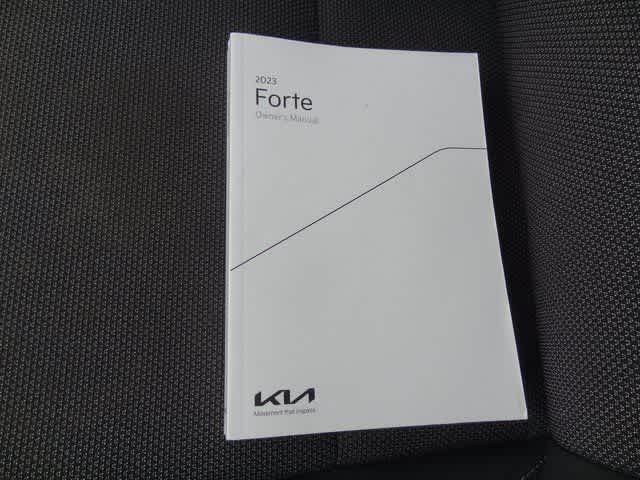 2023
Forte
Owner's Manual
KIA
Movement that inspires